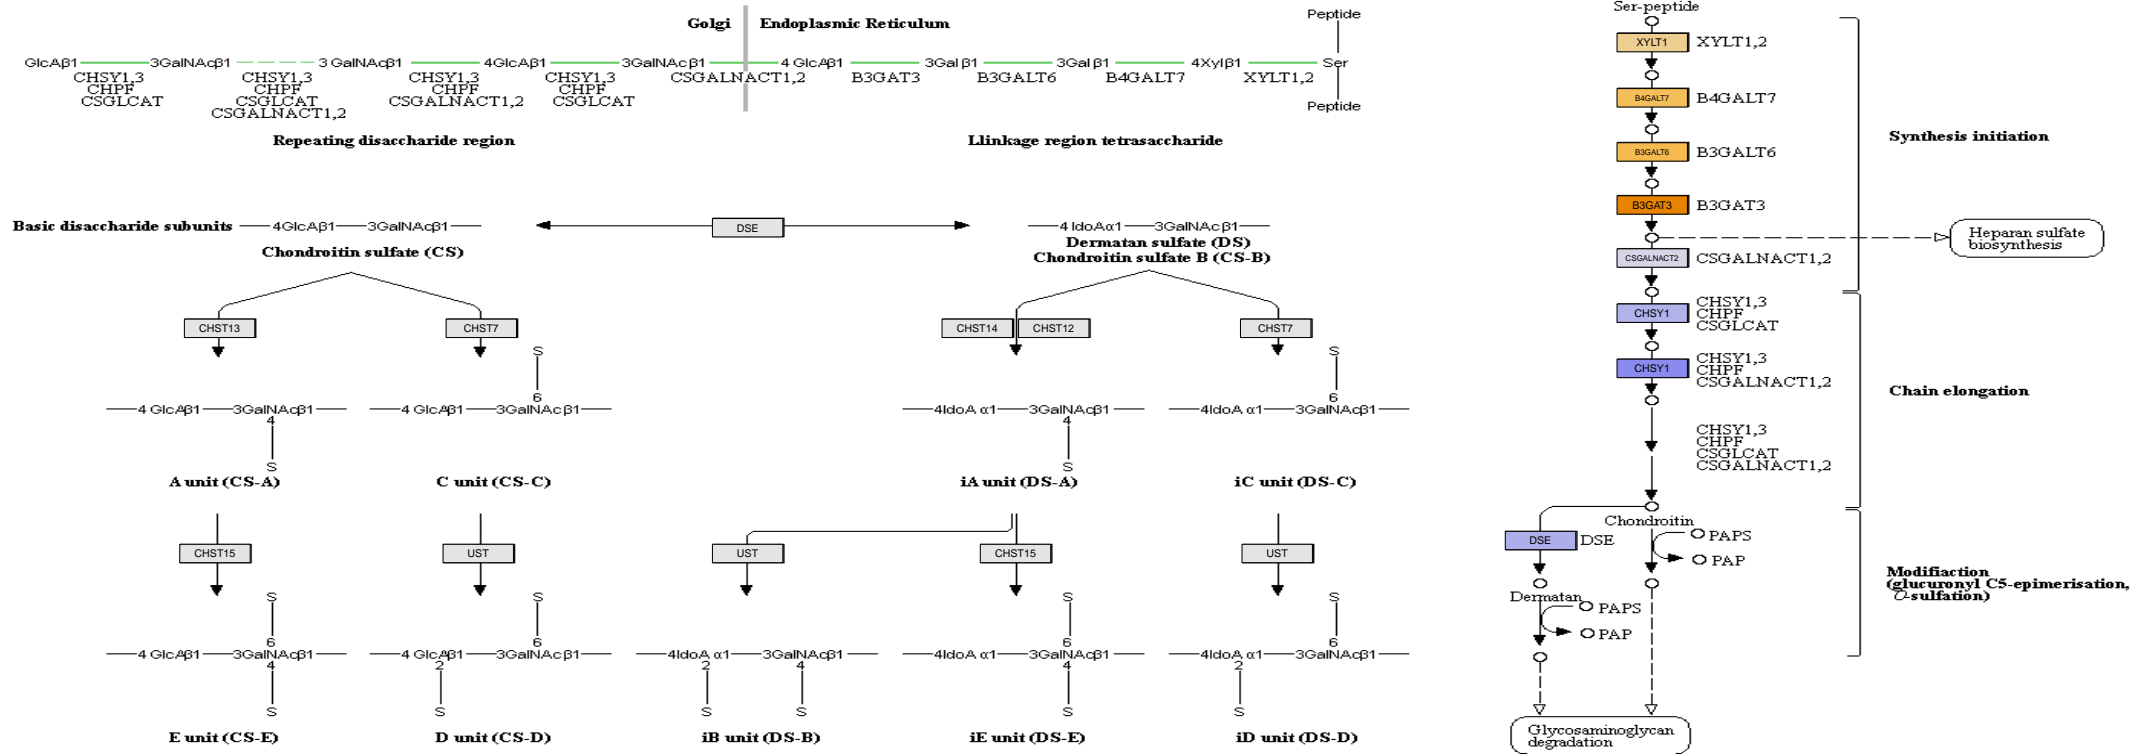 Golgi
Endoplasmic Reticulum
Peptide
GlcAβ1
3GalNAcβ1
3 GalNAcβ1
4GlcAβ1
3GalNAcβ1
4 GlcAβ1
3Galβ1
3Galβ1
4Xylβ1
Ser
CHSY1,3
CHPF
CSGLCAT
CHSY1,3
CHPF
CSGLCAT
CSGALNACT1,2
CHSY1,3
CHPF
CSGALNACT1,2
CHSY1,3
CHPF
CSGLCAT
CSGALNACT1,2
B3GAT3
B3GALT6
B4GALT7
XYLT1,2
Peptide
Repeating disaccharide region
Llinkage region tetrasaccharide
Basic disaccharide subunits
4GlcAβ1
3GalNAcβ1
DSE
4 IdoAα1
3GalNAcβ1
Chondroitin sulfate (CS)
Dermatan sulfate (DS)
Chondroitin sulfate B (CS-B)
CHST13
CHST7
CHST14
CHST12
CHST7
S
6
4 GlcAβ1
3GalNAcβ1
4
S
4 GlcAβ1
3GalNAcβ1
4IdoA α1
3GalNAcβ1
4
S
S
6
4IdoA α1
3GalNAcβ1
A unit (CS-A)
C unit (CS-C)
iA unit (DS-A)
iC unit (DS-C)
CHST15
UST
UST
CHST15
UST
S
6
4 GlcAβ1
3GalNAcβ1
4
S
S
6
4 GlcAβ1
3GalNAcβ1
2
S
4IdoA α1
3GalNAcβ1
2
4
S
S
S
6
4IdoA α1
3GalNAcβ1
4
S
S
6
4IdoA α1
3GalNAcβ1
2
S
E unit (CS-E)
D unit (CS-D)
iB unit (DS-B)
iE unit (DS-E)
iD unit (DS-D)
Ser-peptide
XYLT1
XYLT1,2
B4GALT7
B4GALT7
B3GALT6
B3GALT6
B3GAT3
B3GAT3
Synthesis initiation
Heparan sulfate
biosynthesis
CSGALNACT2
CSGALNACT1,2
CHSY1
CHSY1,3
CHPF
CSGLCAT
CHSY1
CHSY1,3
CHPF
CSGALNACT1,2
Chain elongation
CHSY1,3
CHPF
CSGLCAT
CSGALNACT1,2
Chondroitin
DSE
DSE
PAPS
PAP
Modifiaction
(glucuronyl C5-epimerisation,
O-sulfation)
Dermatan
PAPS
PAP
Glycosaminoglycan
degradation